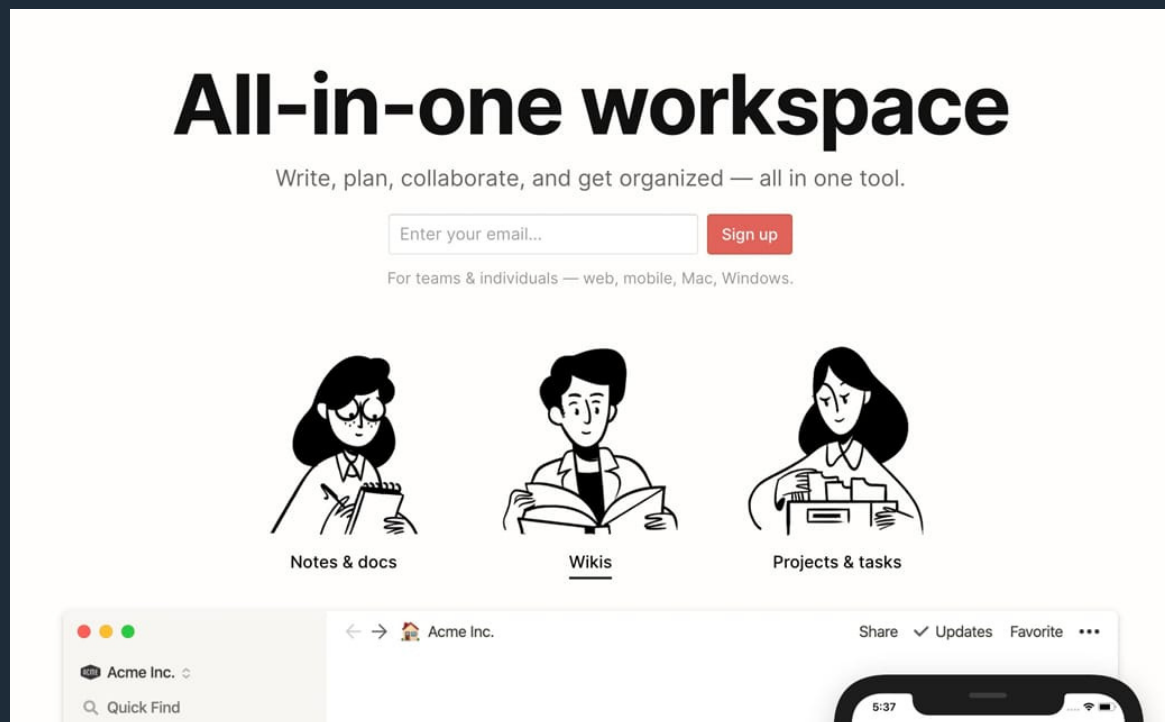 All-in-one workspace
Write, plan, collaborate, and get organized — all in one tool.
Enter your email...
Sign up
For teams & individuals — web, mobile, Mac, Windows.
Notes & docs
Wikis
Projects & tasks
Acme Inc.
Share
Updates
Favorite
•••
ACME
Acme Inc.
Quick Find
5:37